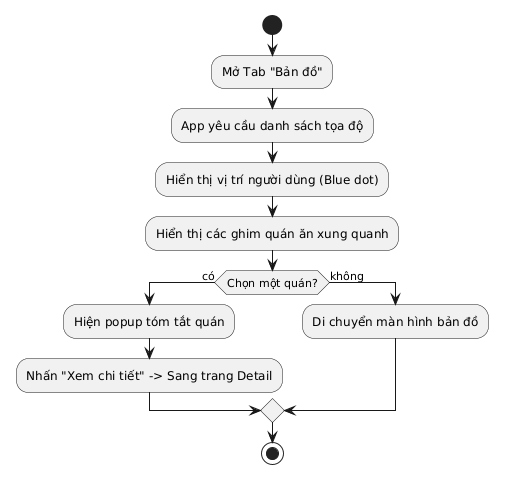 Mở Tab "Bản đồ"
App yêu cầu danh sách tọa độ
Hiển thị vị trí người dùng (Blue dot)
Hiển thị các ghim quán ăn xung quanh
có
Chọn một quán?
không
Hiện popup tóm tắt quán
Di chuyển màn hình bản đồ
Nhấn "Xem chi tiết" -> Sang trang Detail